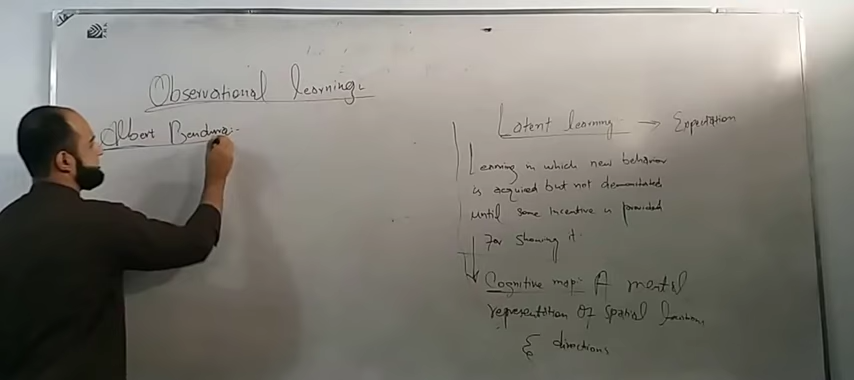 Observational learning:
Albert Bandura:-
Latent learning → Expectation
Learning in which new behavior
is acquired but not demonstrated
until some incentive is provided
For showing it.
Cognitive map: A mental
representation of spatial locations
& directions